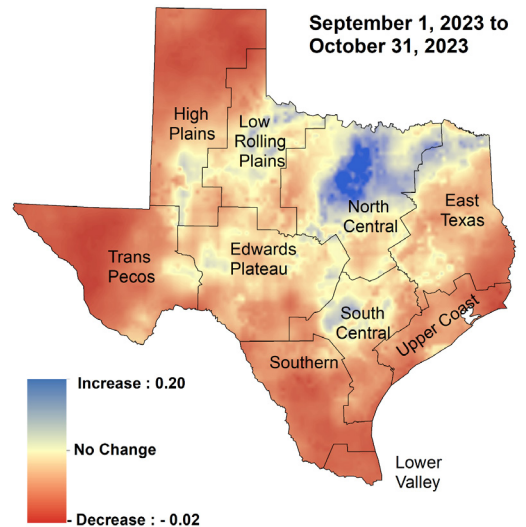 September 1, 2023 to
October 31, 2023
High
Plains
Low
Rolling
Plains
North
Central
East
Texas
Trans
Pecos
Edwards
Plateau
South
Central
Upper Coast
Southern
Lower
Valley
Increase : 0.20
No Change
Decrease : - 0.02